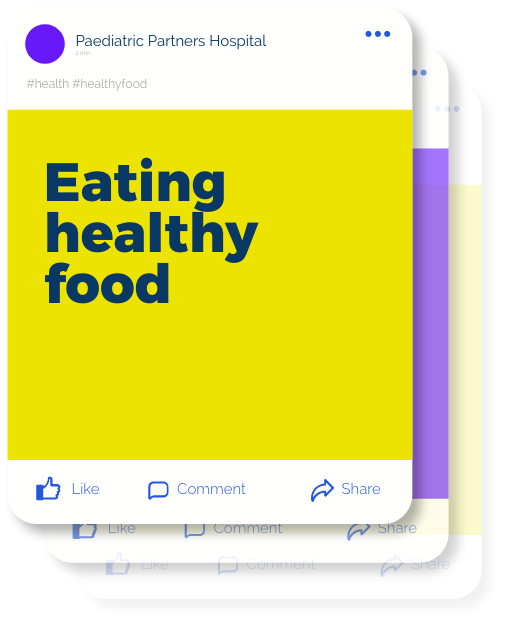 Paediatric Partners Hospital
2 min
#health #healthyfood
Eating
healthy
food
Like Comment Share
Like Comment Share
Like Comment Share